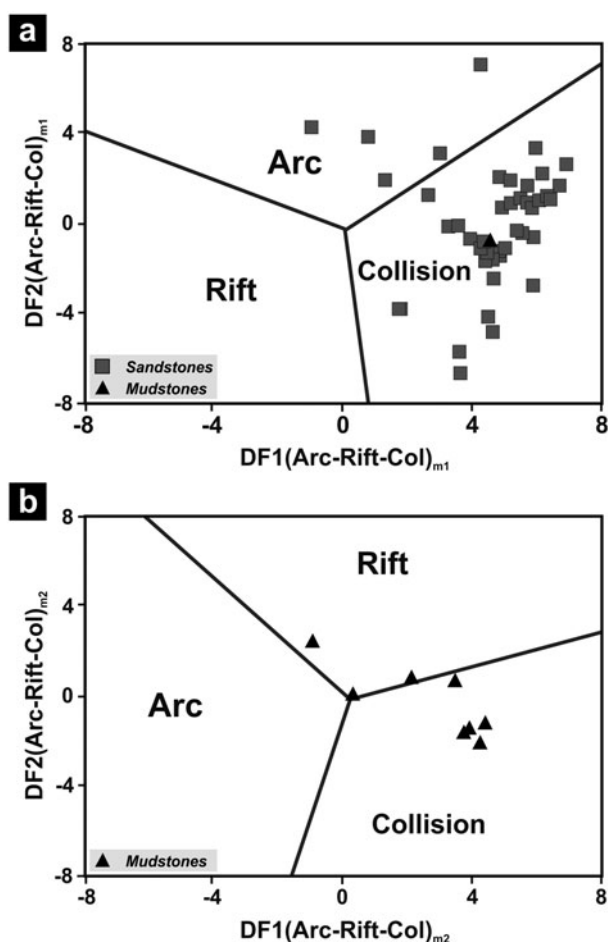 a
8
4
0
-4
-8
DF2(Arc-Rift-Col)m1
Arc
Rift
Collision
Sandstones
Mudstones
-8 -4 0 4 8
DF1(Arc-Rift-Col)m1
b
8
4
0
-4
-8
DF2(Arc-Rift-Col)m2
Rift
Arc
Collision
Mudstones
-8 -4 0 4 8
DF1(Arc-Rift-Col)m2